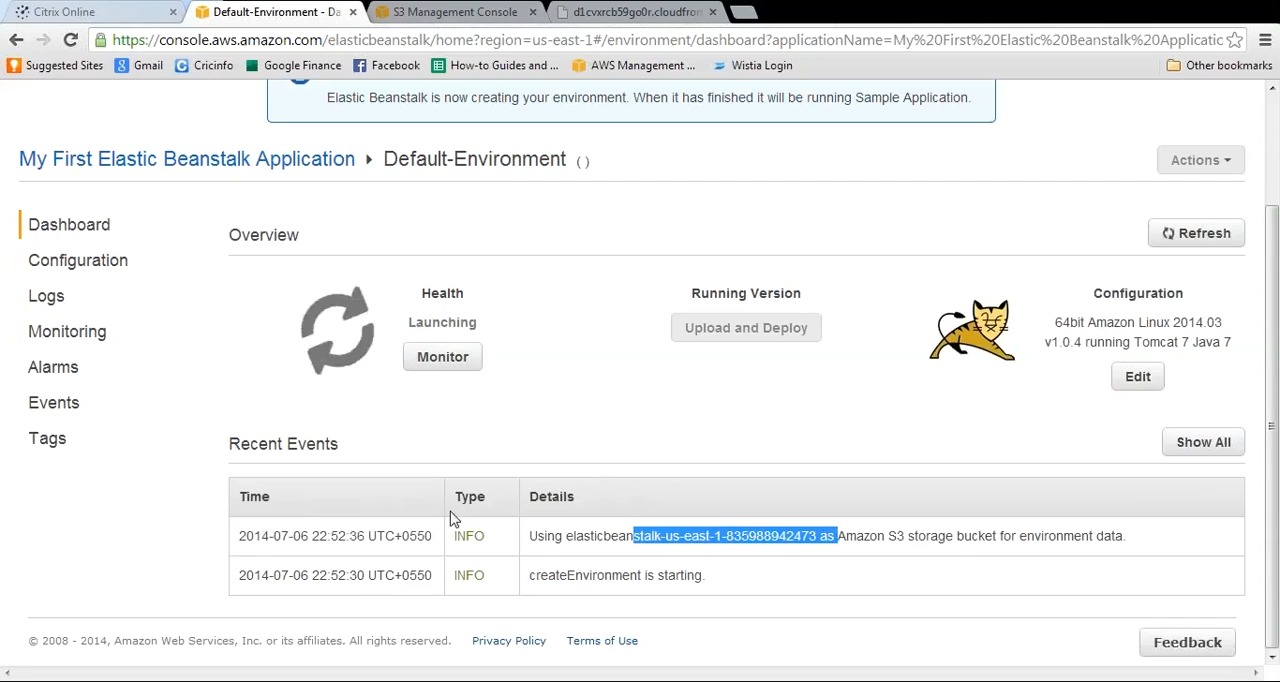 Citrix Online
Default-Environment - Da
S3 Management Console
d1cvxrcb59go0r.cloudfron
https://console.aws.amazon.com/elasticbeanstalk/home?region=us-east-1#/environment/dashboard?applicationName=My%20First%20Elastic%20Beanstalk%20Applicatic
Suggested Sites
Gmail
Cricinfo
Google Finance
Facebook
How-to Guides and ...
AWS Management ...
Wistia Login
Other bookmarks
Elastic Beanstalk is now creating your environment. When it has finished it will be running Sample Application.
My First Elastic Beanstalk Application
Default-Environment ( )
Actions
Dashboard
Configuration
Logs
Monitoring
Alarms
Events
Tags
Overview
Refresh
Health
Launching
Monitor
Running Version
Upload and Deploy
Configuration
64bit Amazon Linux 2014.03
v1.0.4 running Tomcat 7 Java 7
Edit
Recent Events
Show All
Time Type Details
2014-07-06 22:52:36 UTC+0550 INFO Using elasticbeanstalk-us-east-1-835988942473 as Amazon S3 storage bucket for environment data.
2014-07-06 22:52:30 UTC+0550 INFO createEnvironment is starting.
© 2008 - 2014, Amazon Web Services, Inc. or its affiliates. All rights reserved. Privacy Policy Terms of Use
Feedback